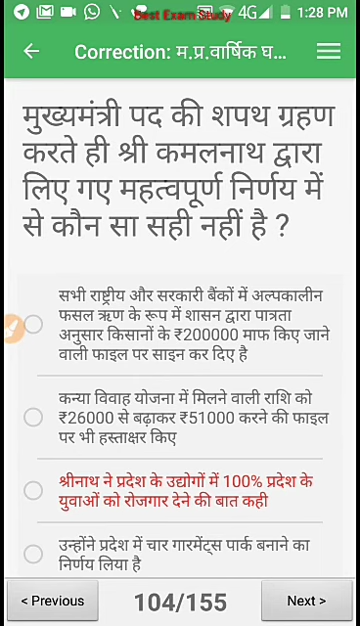 Best Exam Study
4G 1:28 PM
Correction: म.प्र.वार्षिक घ...
मुख्यमंत्री पद की शपथ ग्रहण
करते ही श्री कमलनाथ द्वारा
लिए गए महत्वपूर्ण निर्णय में
से कौन सा सही नहीं है ?
सभी राष्ट्रीय और सरकारी बैंकों में अल्पकालीन
फसल ऋण के रूप में शासन द्वारा पात्रता
अनुसार किसानों के ₹200000 माफ किए जाने
वाली फाइल पर साइन कर दिए है
कन्या विवाह योजना में मिलने वाली राशि को
₹26000 से बढ़ाकर ₹51000 करने की फाइल
पर भी हस्ताक्षर किए
श्रीनाथ ने प्रदेश के उद्योगों में 100% प्रदेश के
युवाओं को रोजगार देने की बात कही
उन्होंने प्रदेश में चार गारमेंट्स पार्क बनाने का
निर्णय लिया है
< Previous 104/155 Next >